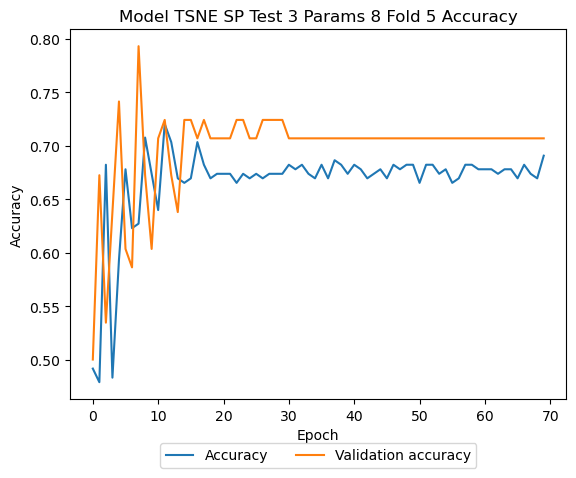 Model TSNE SP Test 3 Params 8 Fold 5 Accuracy
0.80
0.75
0.70
0.65
0.60
0.55
0.50
Accuracy
0 10 20 30 40 50 60 70
Epoch
Accuracy Validation accuracy